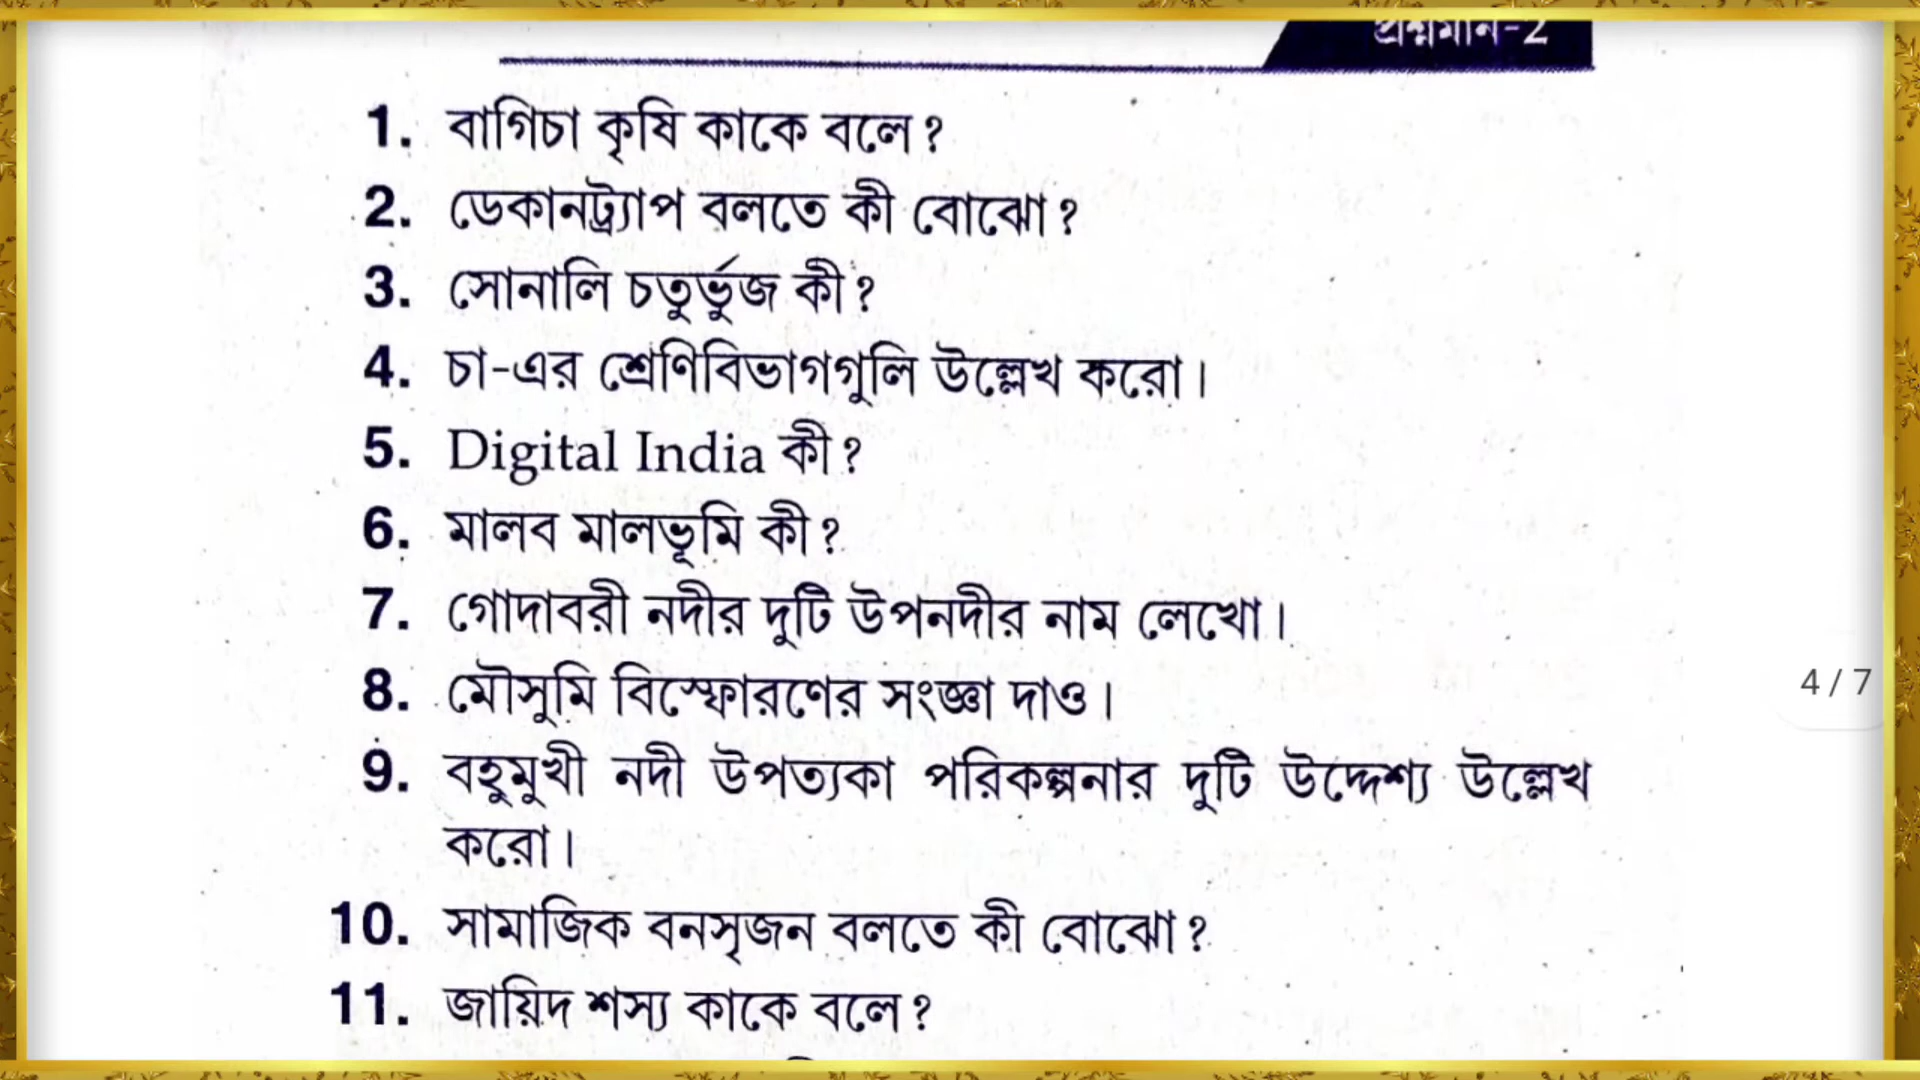 প্রশ্নমান-2
1. বাগিচা কৃষি কাকে বলে?
2. ডেকানট্র্যাপ বলতে কী বোঝো?
3. সোনালি চতুর্ভুজ কী?
4. চা-এর শ্রেণিবিভাগগুলি উল্লেখ করো।
5. Digital India কী?
6. মালব মালভূমি কী?
7. গোদাবরী নদীর দুটি উপনদীর নাম লেখো।
8. মৌসুমি বিস্ফোরণের সংজ্ঞা দাও।
9. বহুমুখী নদী উপত্যকা পরিকল্পনার দুটি উদ্দেশ্য উল্লেখ
করো।
10. সামাজিক বনসৃজন বলতে কী বোঝো?
11. জায়িদ শস্য কাকে বলে?
4 / 7